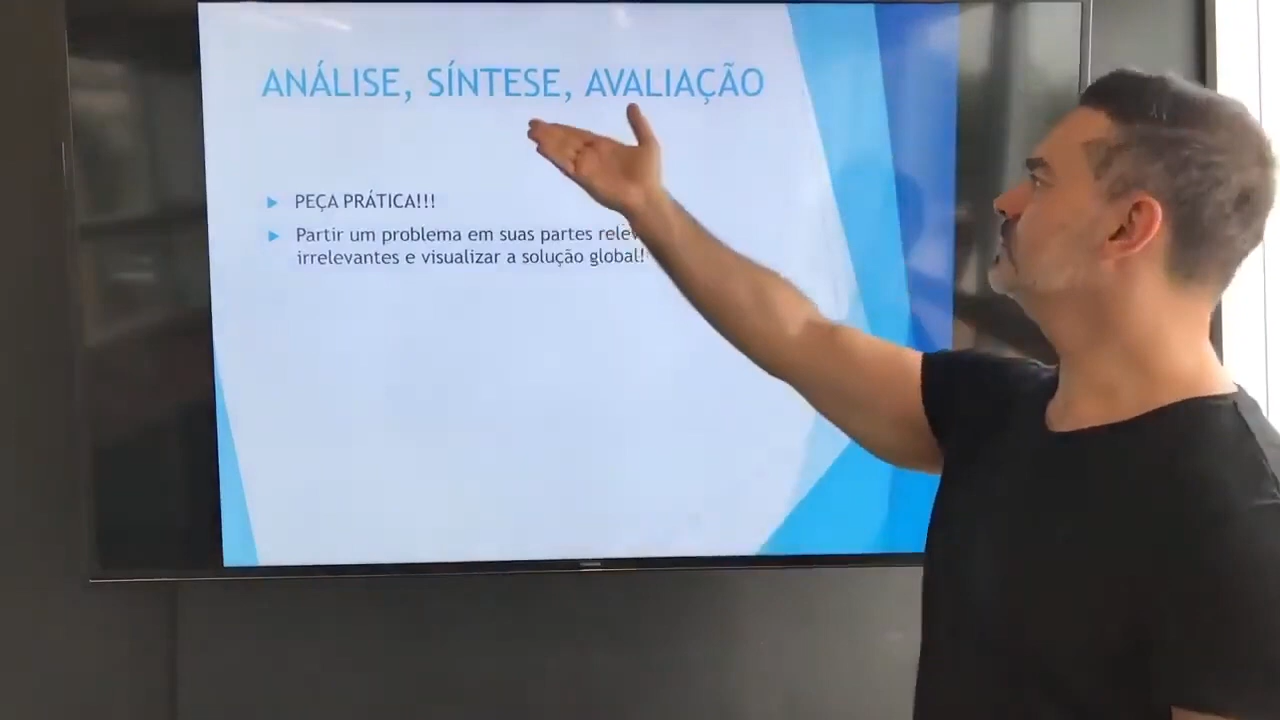 ANÁLISE, SÍNTESE, AVALIAÇÃO
PEÇA PRÁTICA!!!
Partir um problema em suas partes
irrelevantes e visualizar a solução global!